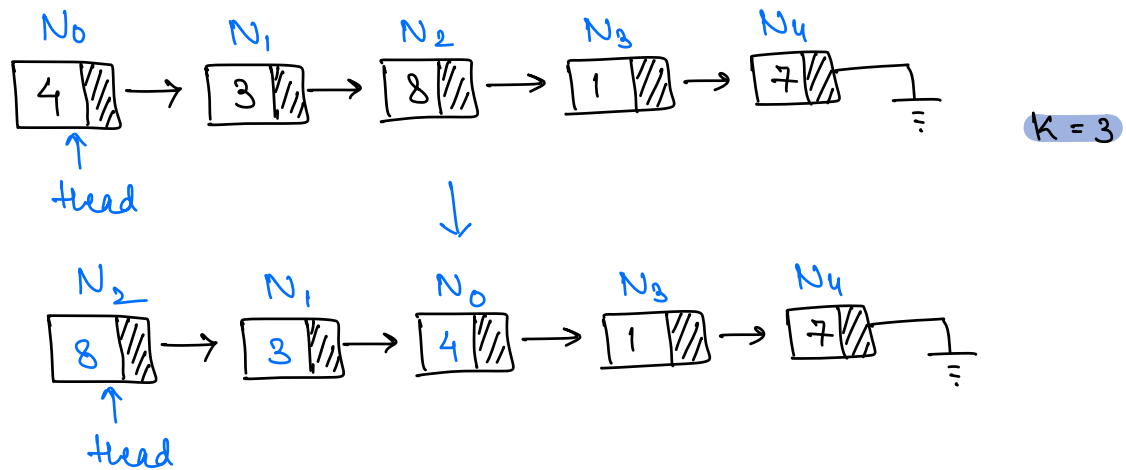 N₀ N₁ N₂ N₃ N₄
4 3 8 1 7
K = 3
Head
N₂ N₁ N₀ N₃ N₄
8 3 4 1 7
Head